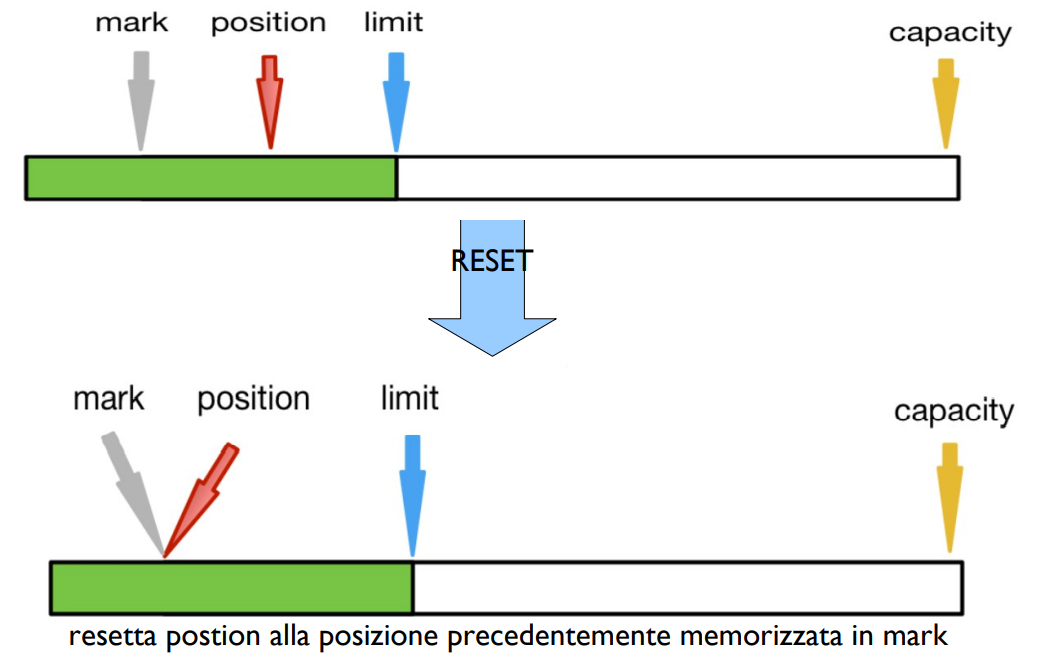 mark position limit capacity
RESET
mark position limit capacity
resetta postion alla posizione precedentemente memorizzata in mark